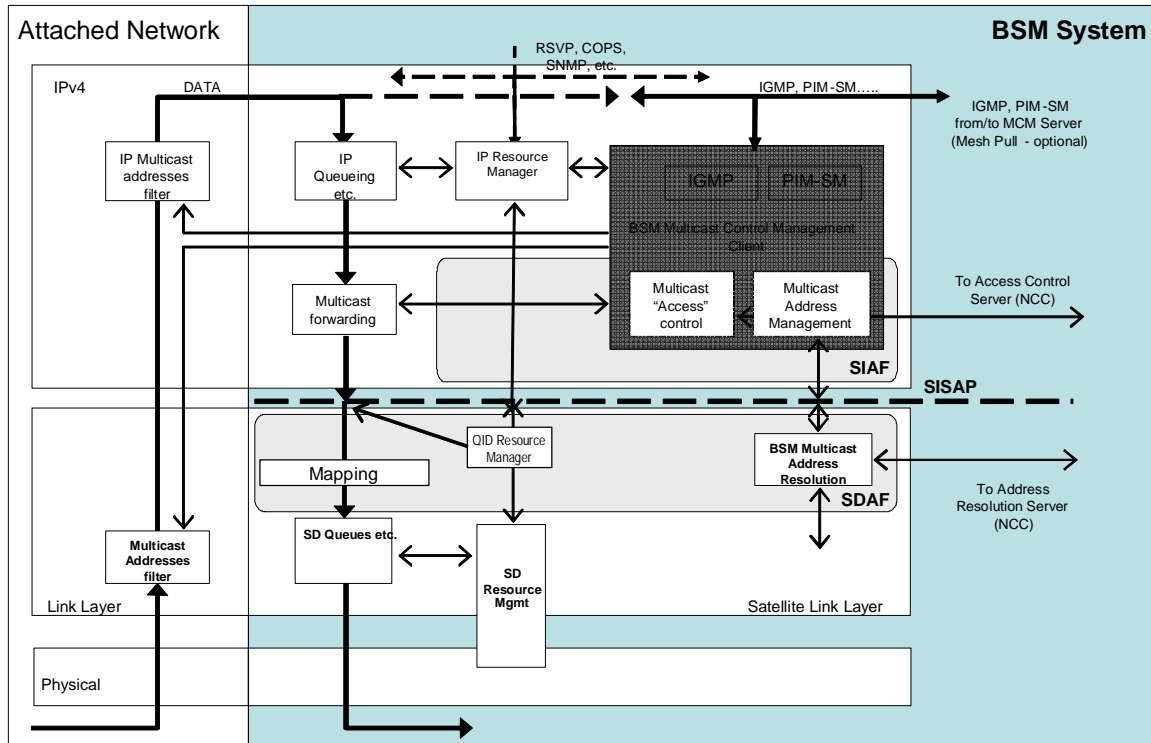 Attached Network
BSM System
RSVP, COPS,
SNMP, etc.
IPv4
DATA
IGMP, PIM-SM.....
IGMP, PIM-SM
from/to MCM Server
(Mesh Pull - optional)
IP Multicast
addresses
filter
IP
Queueing
etc.
IP Resource
Manager
IGMP
PIM-SM
BSM Multicast Control Management
Client
Multicast
forwarding
Multicast
“Access”
control
Multicast
Address
Management
To Access Control
Server (NCC)
SIAF
SISAP
QID Resource
Manager
Mapping
BSM Multicast
Address
Resolution
SDAF
To Address
Resolution Server
(NCC)
Multicast
Addresses
filter
SD Queues etc.
SD
Resource
Mgmt
Link Layer
Satellite Link Layer
Physical